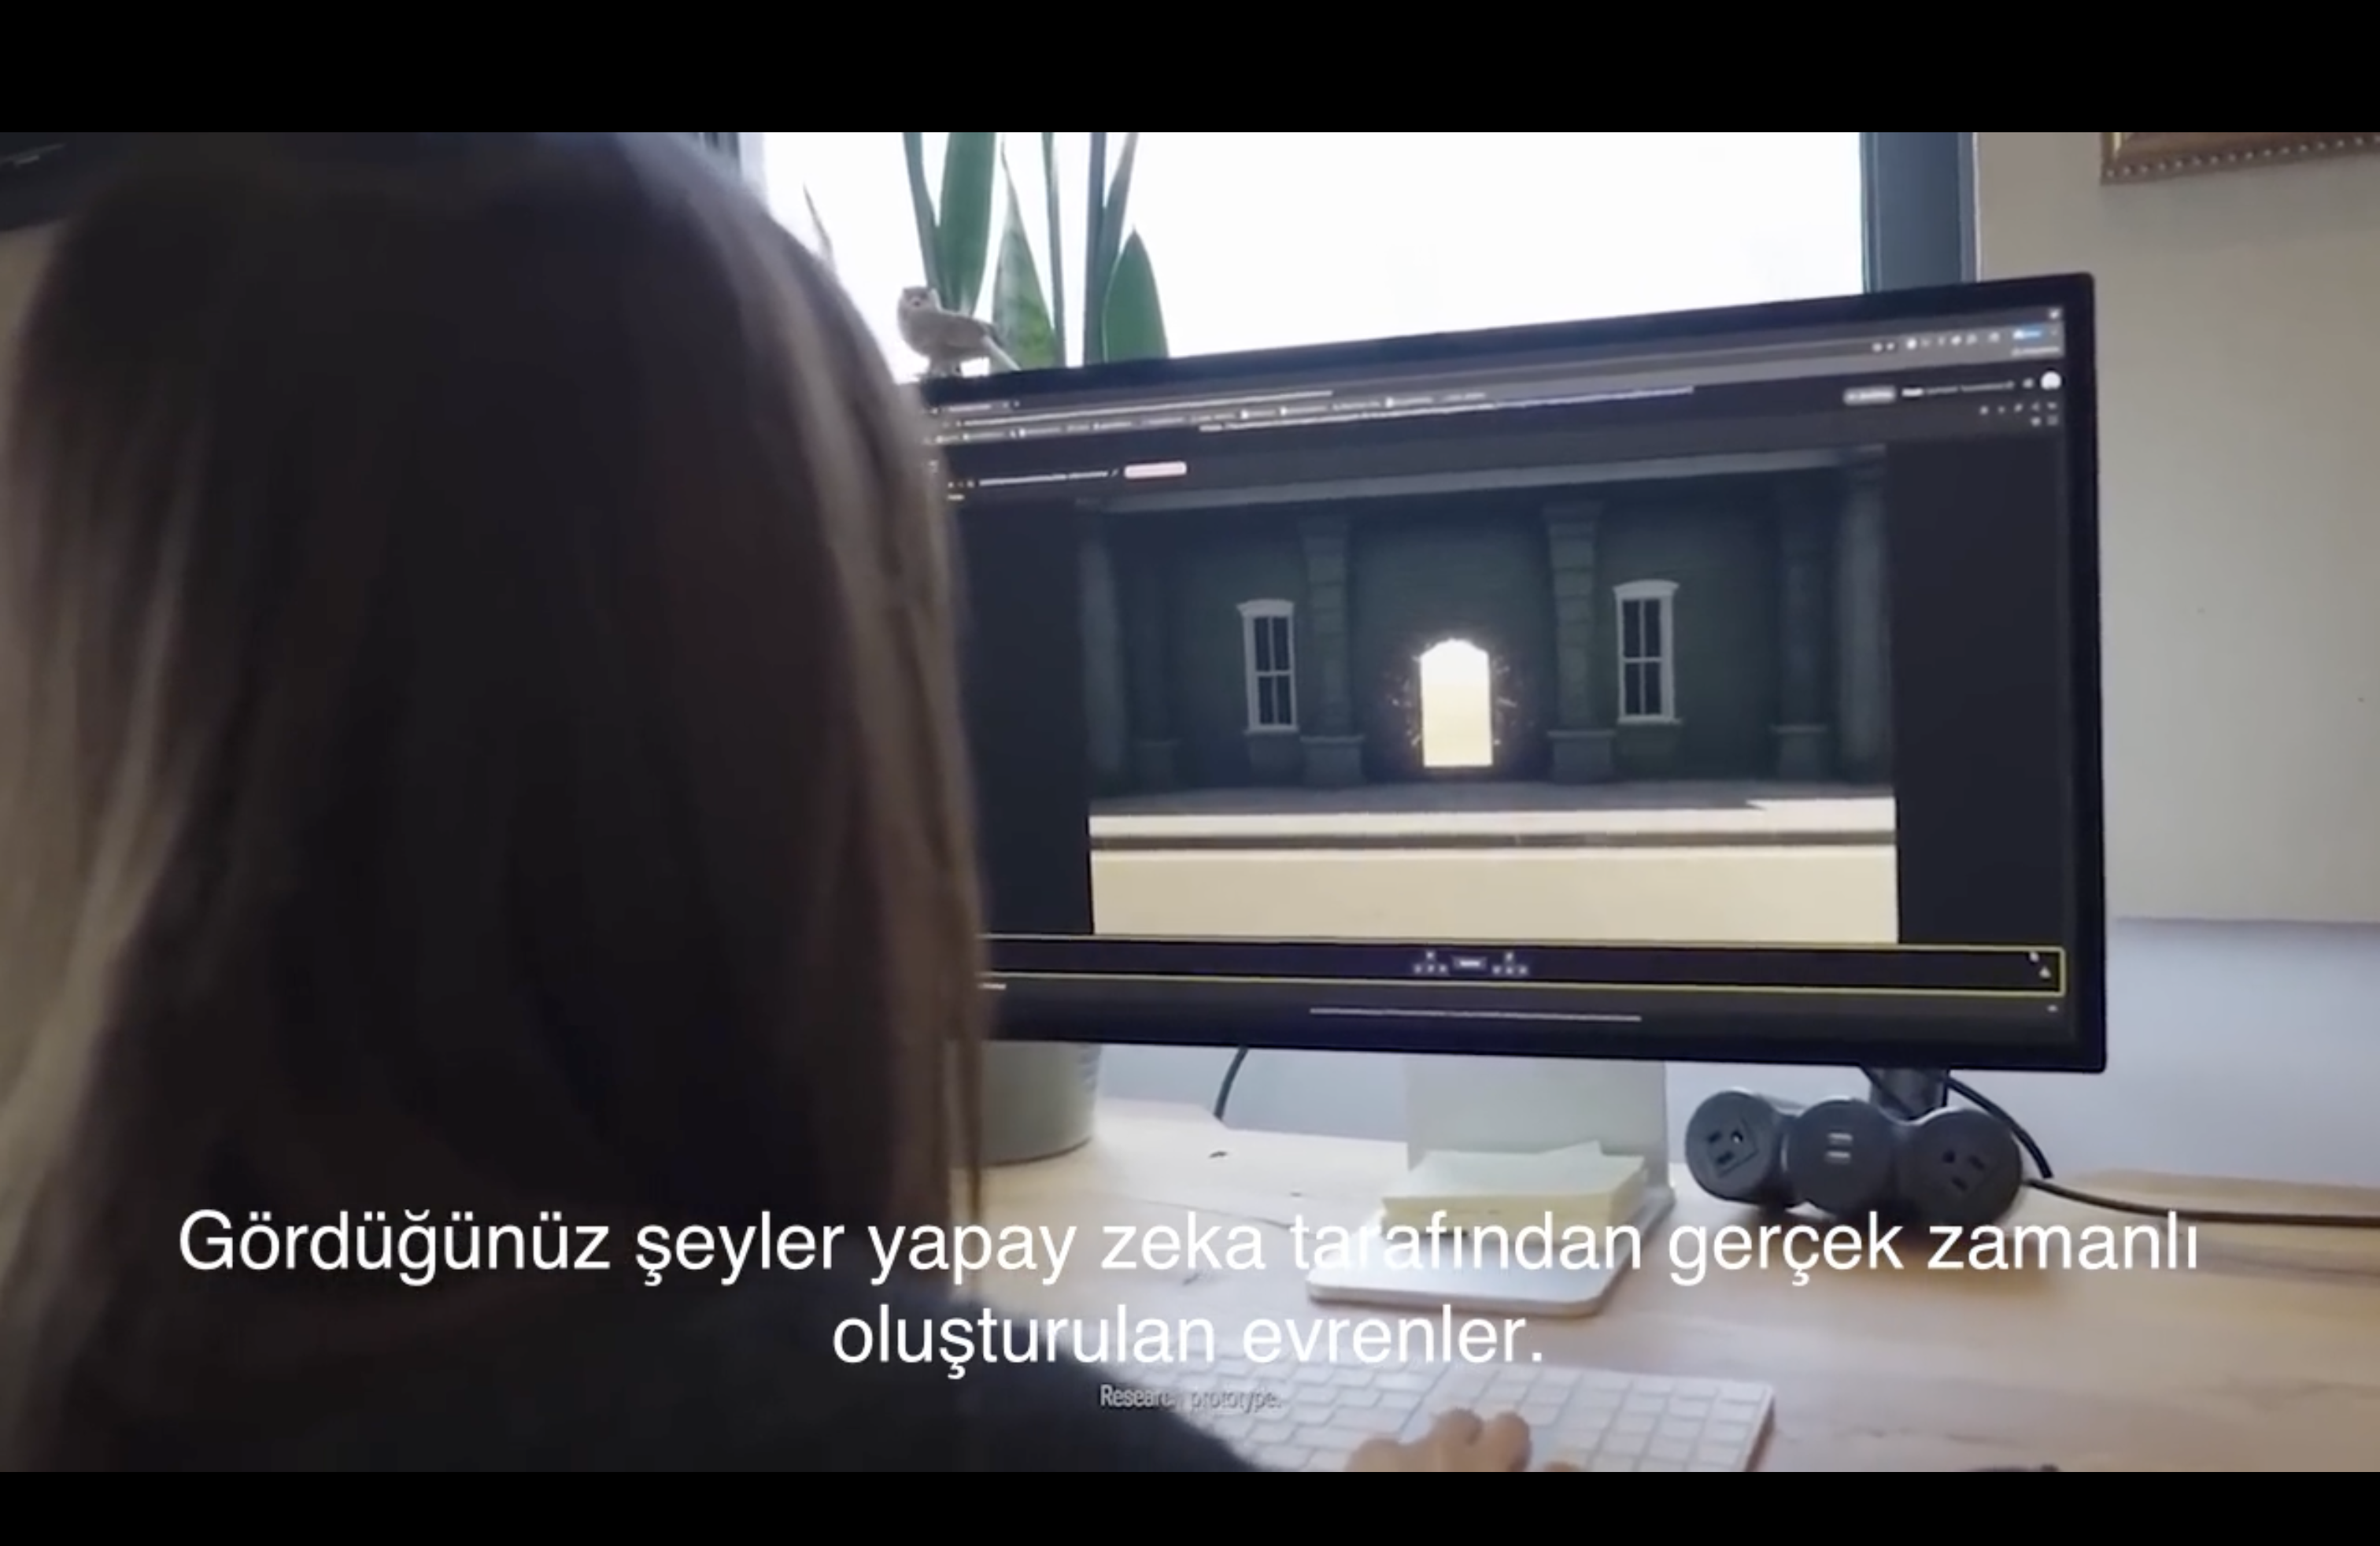 Gördüğünüz şeyler yapay zeka tarafından gerçek zamanlı
oluşturulan evrenler.
Research prototype.